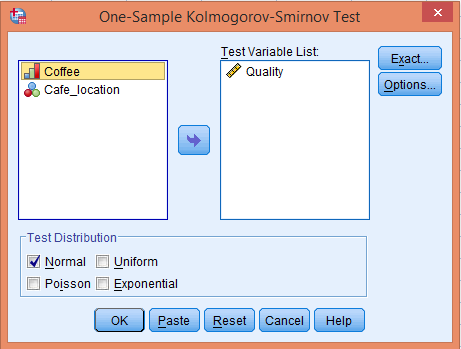 One-Sample Kolmogorov-Smirnov Test
Test Variable List:
Coffee
Cafe_location
Quality
Exact...
Options...
Test Distribution
Normal Uniform
Poisson Exponential
OK Paste Reset Cancel Help